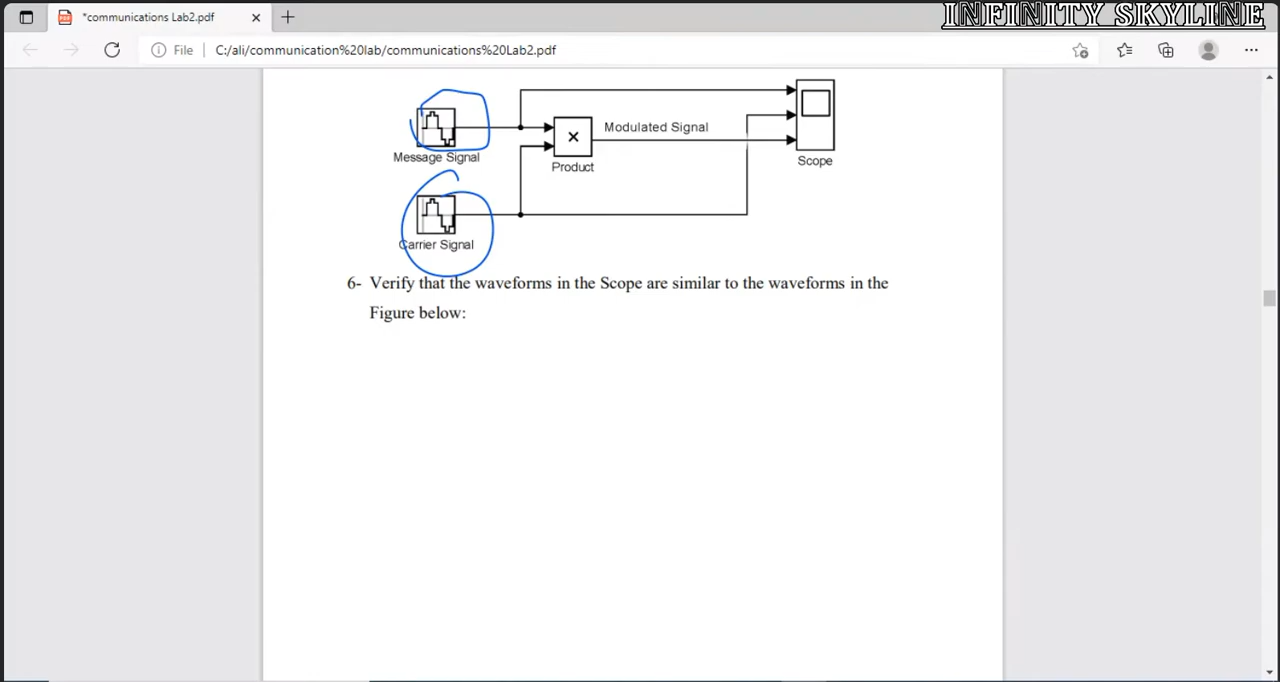 *communications Lab2.pdf
INFINITY SKYLINE
File
C:/ali/communication%20lab/communications%20Lab2.pdf
Message Signal
×
Product
Modulated Signal
Scope
Carrier Signal
6- Verify that the waveforms in the Scope are similar to the waveforms in the
Figure below: